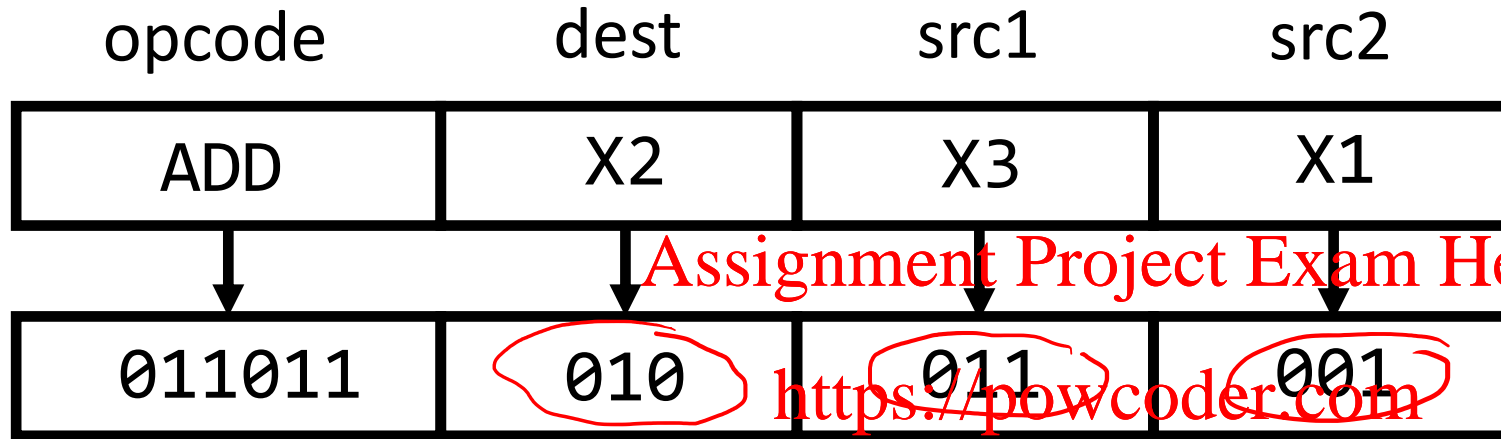 opcode dest src1 src2
ADD X2 X3 X1
Assignment Project Exam He
011011 010 011 001
https://powcoder.com